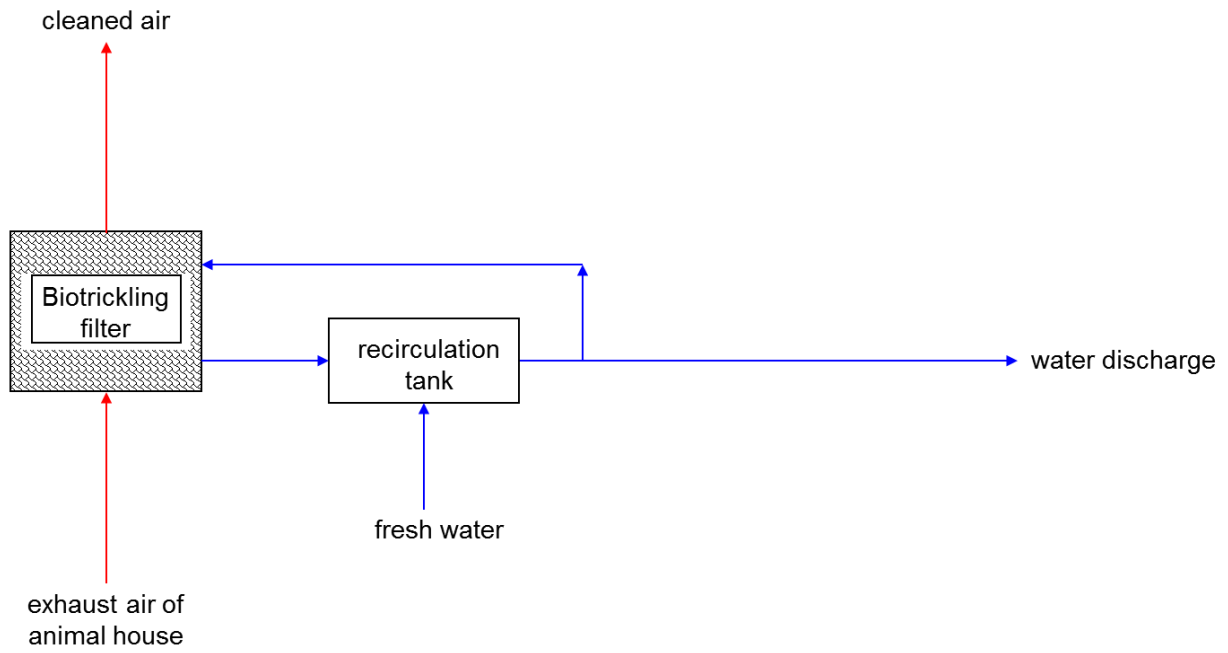 cleaned air
Biotrickling
filter
recirculation
tank
water discharge
fresh water
exhaust air of
animal house